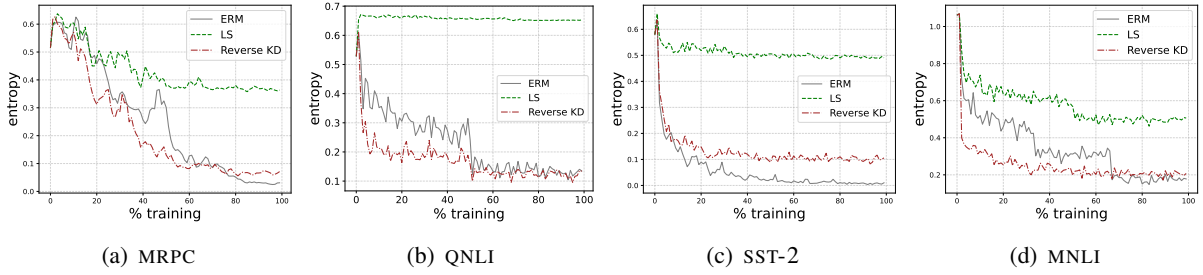 0.6
0.5
0.4
0.3
0.2
0.1
0.0
entropy
0 20 40 60 80 100
% training
ERM
LS
Reverse KD
(a) MRPC
0.7
0.6
0.5
0.4
0.3
0.2
0.1
entropy
0 20 40 60 80 100
% training
ERM
LS
Reverse KD
(b) QNLI
0.6
0.5
0.4
0.3
0.2
0.1
0.0
entropy
0 20 40 60 80 100
% training
ERM
LS
Reverse KD
(c) SST-2
1.0
0.8
0.6
0.4
0.2
entropy
0 20 40 60 80 100
% training
ERM
LS
Reverse KD
(d) MNLI